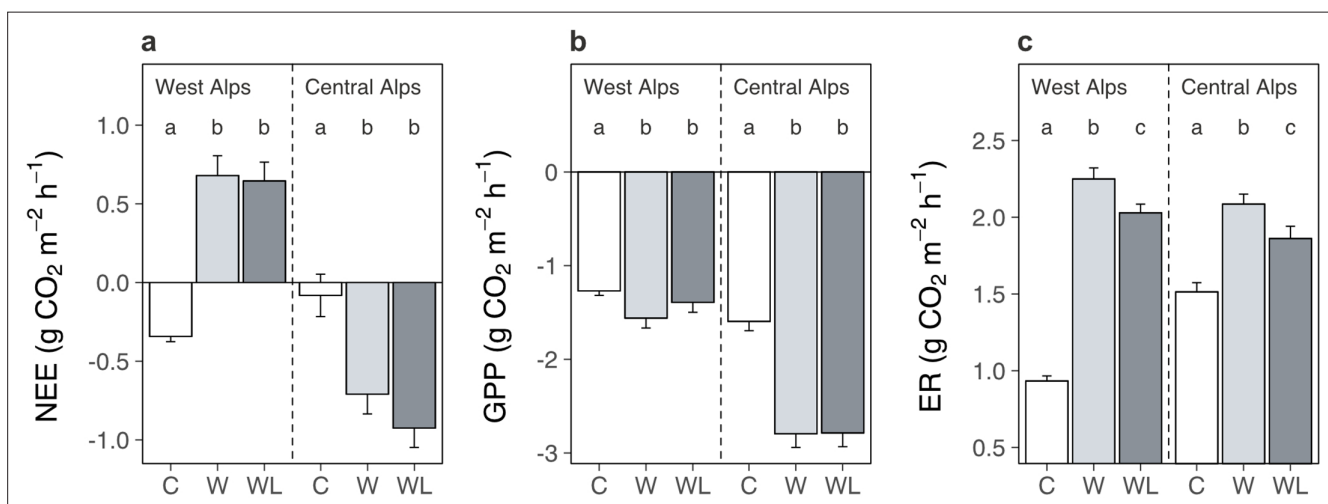 a
NEE (g CO₂ m⁻² h⁻¹)
West Alps Central Alps
a b b a b b
1.0
0.5
0.0
-0.5
-1.0
C W WL C W WL
b
GPP (g CO₂ m⁻² h⁻¹)
West Alps Central Alps
a b b a b b
0
-1
-2
-3
C W WL C W WL
c
ER (g CO₂ m⁻² h⁻¹)
West Alps Central Alps
a b c a b c
2.5
2.0
1.5
1.0
0.5
C W WL C W WL